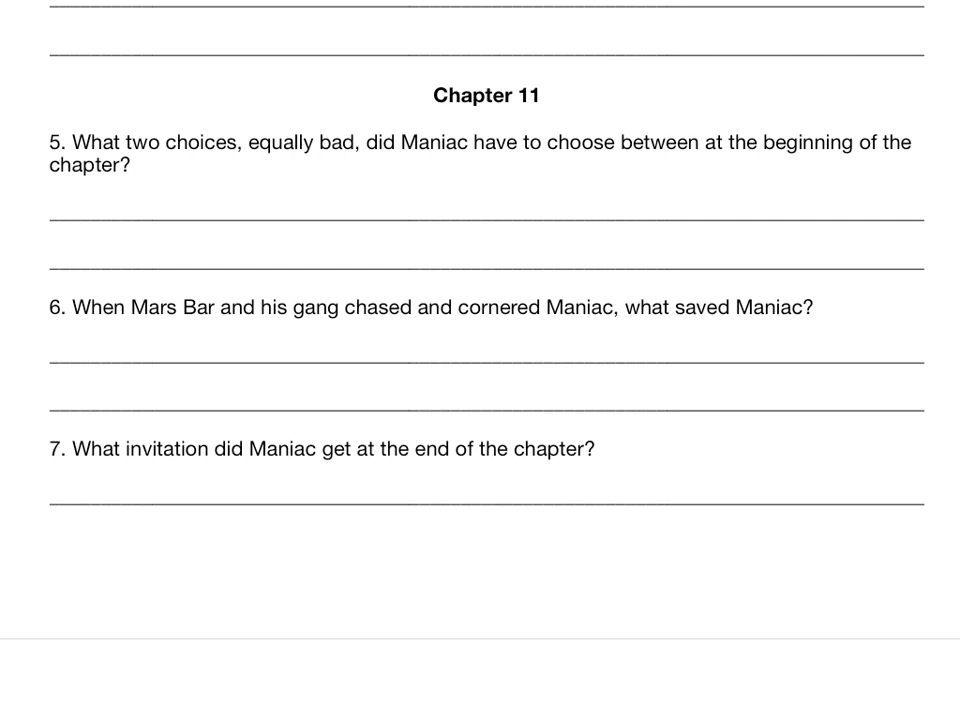 Chapter 11
5. What two choices, equally bad, did Maniac have to choose between at the beginning of the
chapter?
6. When Mars Bar and his gang chased and cornered Maniac, what saved Maniac?
7. What invitation did Maniac get at the end of the chapter?